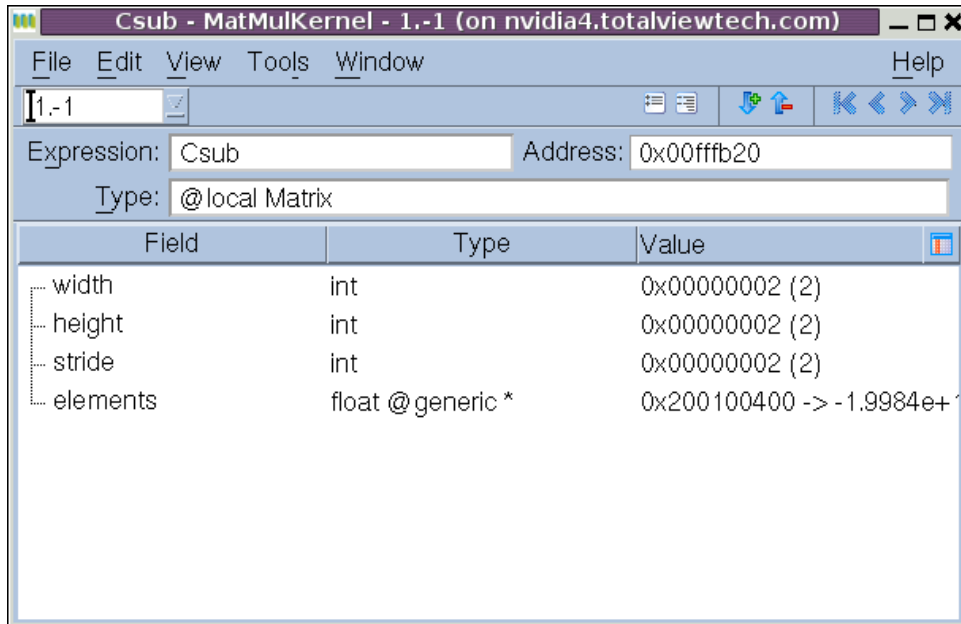 Csub - MatMulKernel - 1.-1 (on nvidia4.totalviewtech.com)
File Edit View Tools Window Help
1.-1
Expression: Csub Address: 0x00fffb20
Type: @local Matrix
Field Type Value
width int 0x00000002 (2)
height int 0x00000002 (2)
stride int 0x00000002 (2)
elements float @generic * 0x200100400 -> -1.9984e+